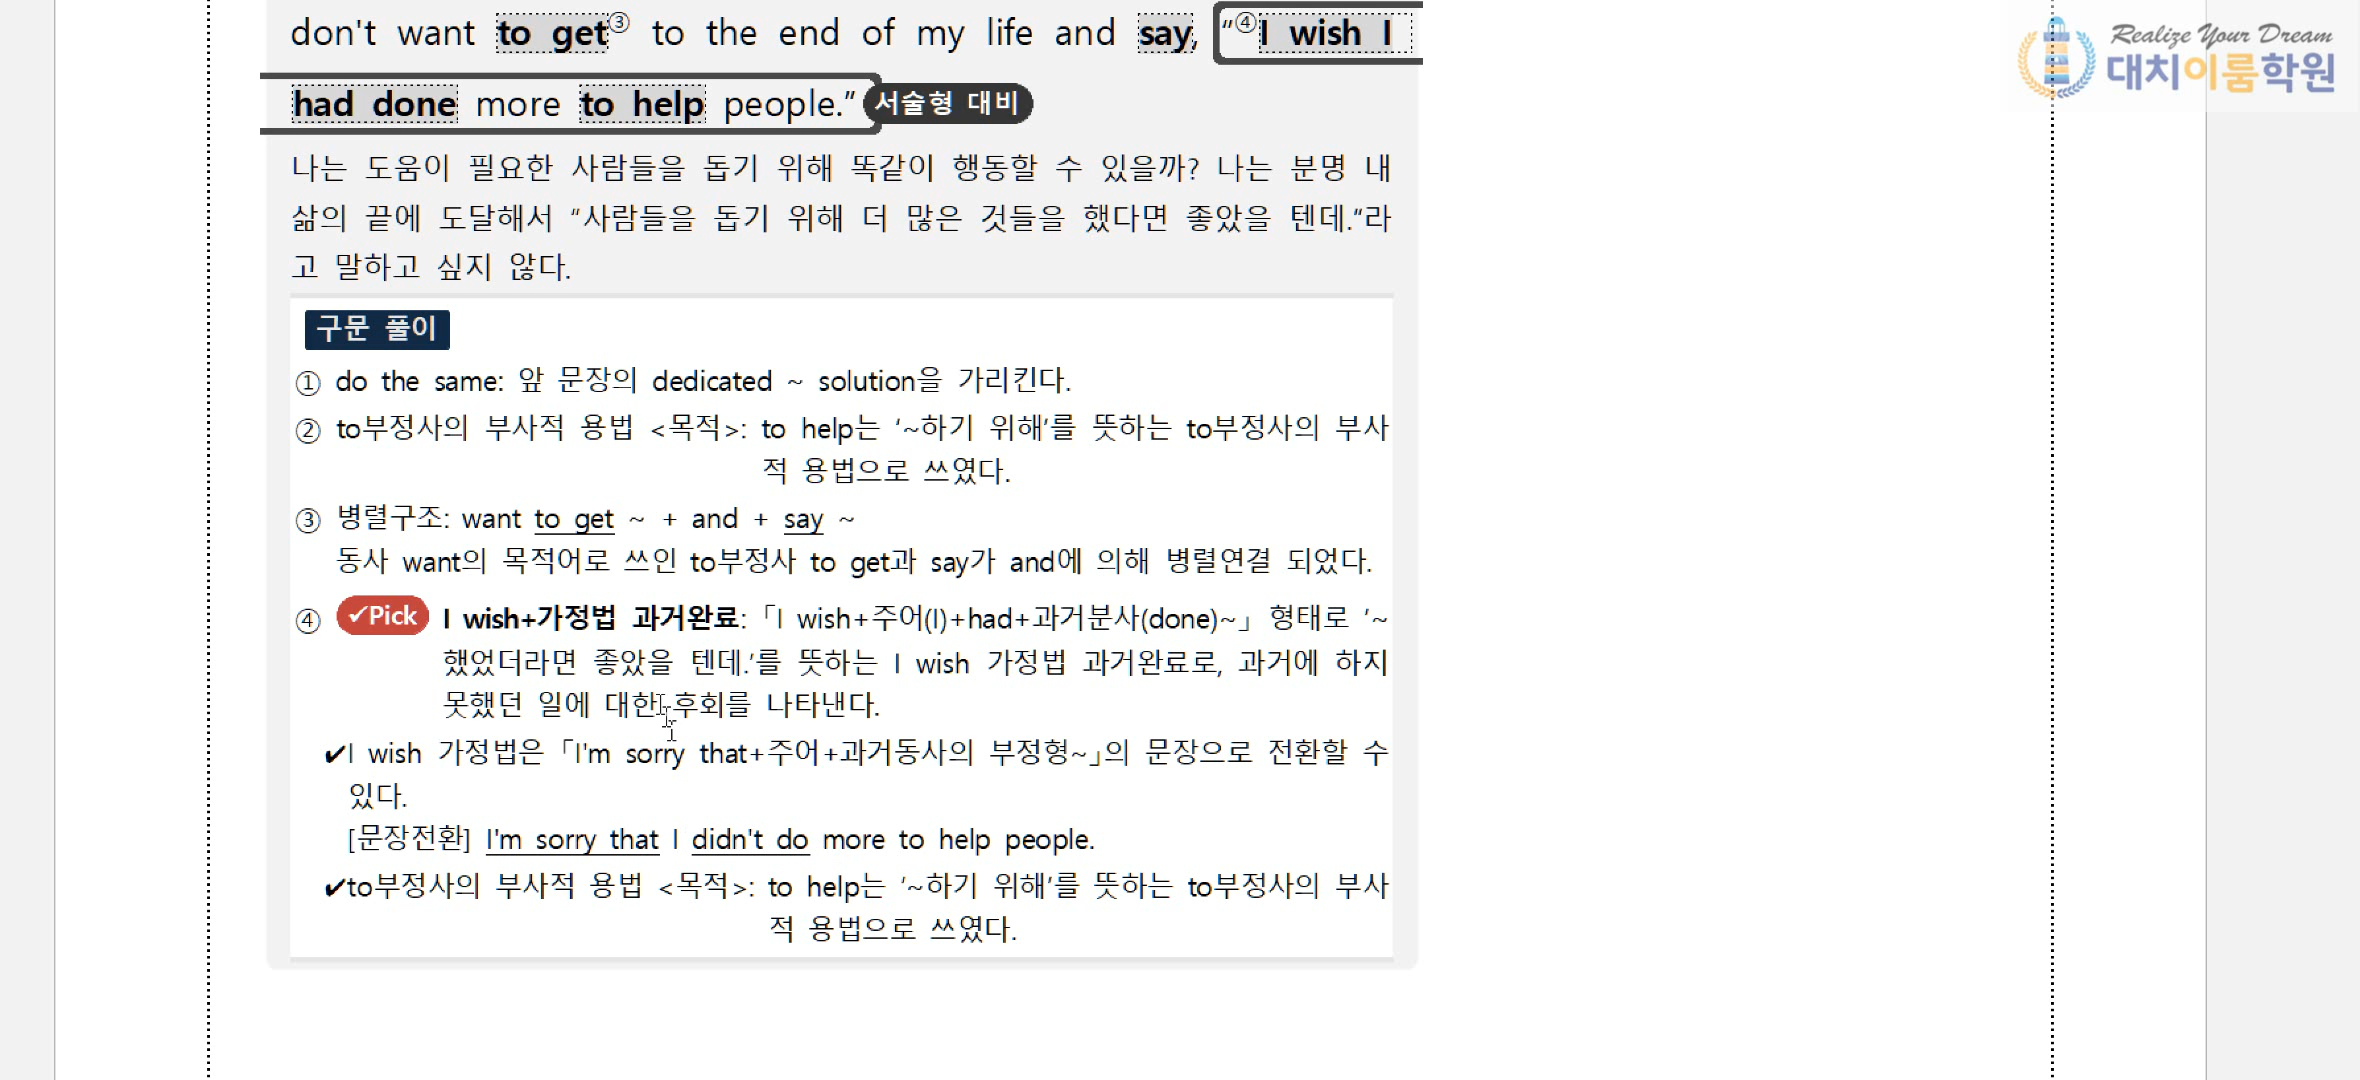 don't want to get③ to the end of my life and say, "④I wish I
had done more to help people." 서술형 대비
나는 도움이 필요한 사람들을 돕기 위해 똑같이 행동할 수 있을까? 나는 분명 내
삶의 끝에 도달해서 "사람들을 돕기 위해 더 많은 것들을 했다면 좋았을 텐데."라
고 말하고 싶지 않다.
구문 풀이
① do the same: 앞 문장의 dedicated ~ solution을 가리킨다.
② to부정사의 부사적 용법 <목적>: to help는 '~하기 위해'를 뜻하는 to부정사의 부사
적 용법으로 쓰였다.
③ 병렬구조: want to get ~ + and + say ~
동사 want의 목적어로 쓰인 to부정사 to get과 say가 and에 의해 병렬연결 되었다.
④ ✓Pick I wish+가정법 과거완료: 「I wish+주어(I)+had+과거분사(done)~」 형태로 '~
했었더라면 좋았을 텐데.'를 뜻하는 I wish 가정법 과거완료로, 과거에 하지
못했던 일에 대한 후회를 나타낸다.
✔I wish 가정법은 「I'm sorry that+주어+과거동사의 부정형~」의 문장으로 전환할 수
있다.
[문장전환] I'm sorry that I didn't do more to help people.
✔to부정사의 부사적 용법 <목적>: to help는 '~하기 위해'를 뜻하는 to부정사의 부사
적 용법으로 쓰였다.
Realize Your Dream
대치이룸학원